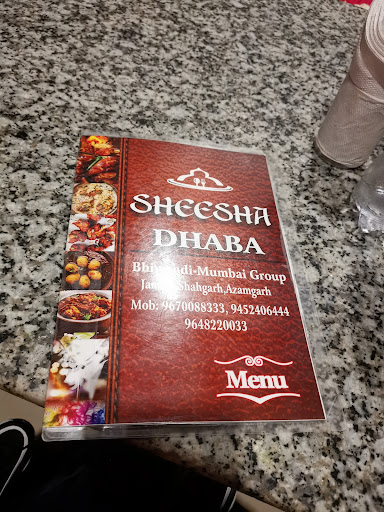 SHEESHA
DHABA
Bhiwandi-Mumbai Group
Shahgarh,Azamgarh
Mob: 9670088333, 9452406444
9648220033
Menu